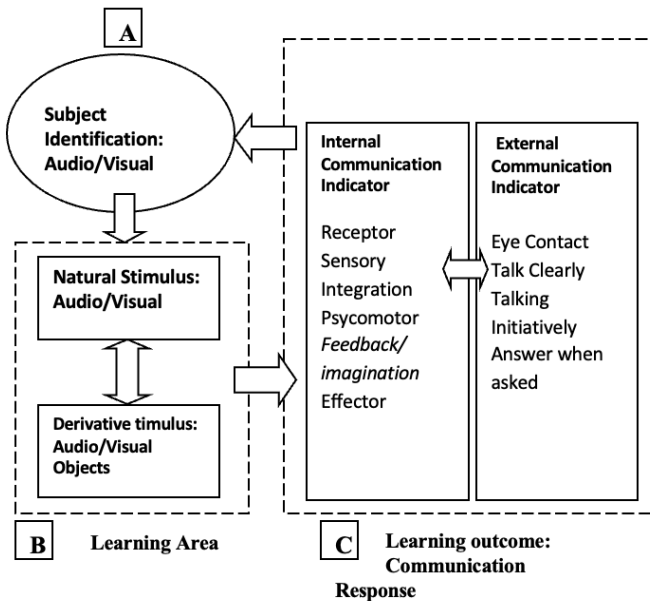 A
Subject
Identification:
Audio/Visual
Natural Stimulus:
Audio/Visual
Derivative timulus:
Audio/Visual
Objects
B
Learning Area
Internal
Communication
Indicator
Receptor
Sensory
Integration
Psycomotor
Feedback/
imagination
Effector
External
Communication
Indicator
Eye Contact
Talk Clearly
Talking
Initiatively
Answer when
asked
C
Learning outcome:
Communication
Response